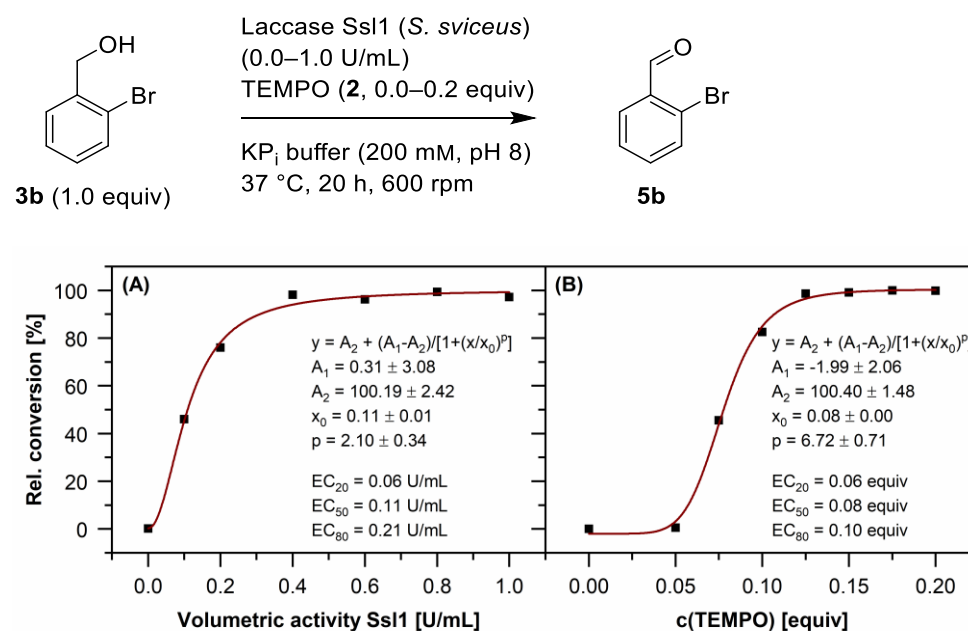 OH
Br
3b (1.0 equiv)
Laccase Ssl1 (S. sviceus)
(0.0–1.0 U/mL)
TEMPO (2, 0.0–0.2 equiv)
KPi buffer (200 mM, pH 8)
37 °C, 20 h, 600 rpm
O
Br
5b
Rel. conversion [%]
100
80
60
40
20
0
(A)
y = A2 + (A1-A2)/[1+(x/x0)p]
A1 = 0.31 ± 3.08
A2 = 100.19 ± 2.42
x0 = 0.11 ± 0.01
p = 2.10 ± 0.34
EC20 = 0.06 U/mL
EC50 = 0.11 U/mL
EC80 = 0.21 U/mL
0.0 0.2 0.4 0.6 0.8 1.0
Volumetric activity Ssl1 [U/mL]
(B)
y = A2 + (A1-A2)/[1+(x/x0)p
A1 = -1.99 ± 2.06
A2 = 100.40 ± 1.48
x0 = 0.08 ± 0.00
p = 6.72 ± 0.71
EC20 = 0.06 equiv
EC50 = 0.08 equiv
EC80 = 0.10 equiv
0.00 0.05 0.10 0.15 0.20
c(TEMPO) [equiv]